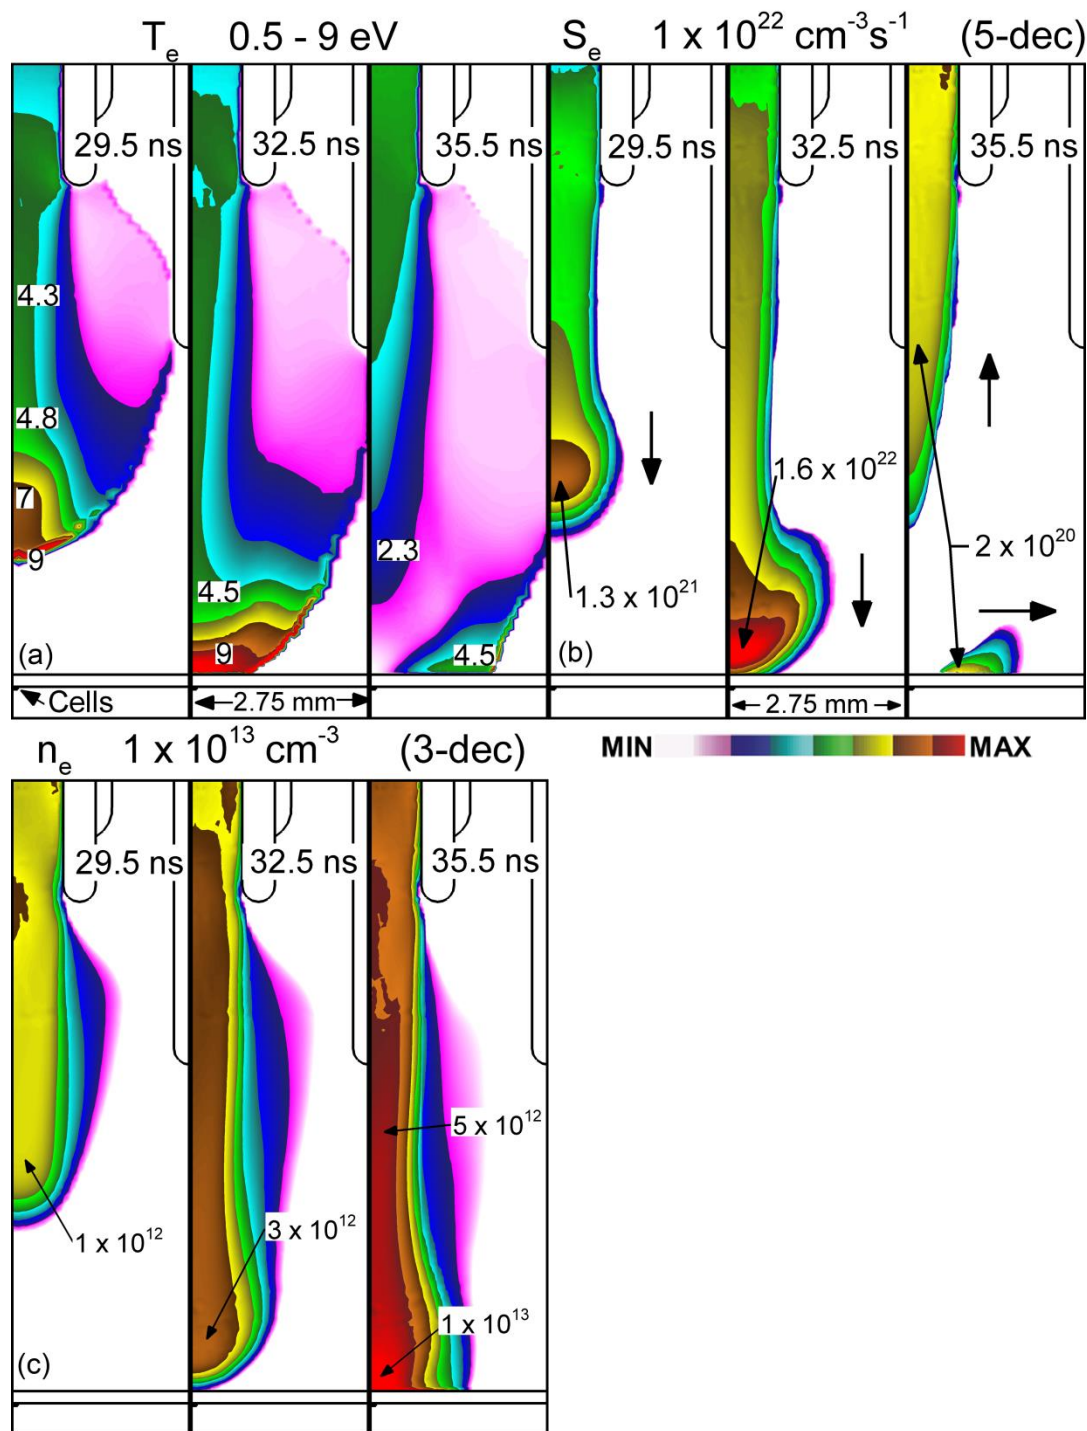 Tₑ 0.5 - 9 eV
Sₑ 1 x 10²² cm⁻³s⁻¹ (5-dec)
29.5 ns
32.5 ns
35.5 ns
4.3
4.8
7
9
4.5
9
2.3
4.5
(a)
Cells
2.75 mm
29.5 ns
32.5 ns
35.5 ns
1.3 x 10²¹
1.6 x 10²²
2 x 10²⁰
(b)
2.75 mm
MIN MAX
nₑ 1 x 10¹³ cm⁻³ (3-dec)
29.5 ns
32.5 ns
35.5 ns
1 x 10¹²
3 x 10¹²
5 x 10¹²
1 x 10¹³
(c)